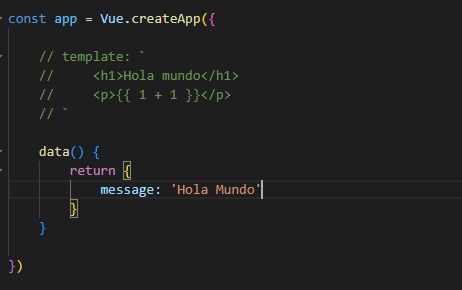 const app = Vue.createApp({
// template: `
//     <h1>Hola mundo</h1>
//     <p>{{ 1 + 1 }}</p>
// `
data() {
return {
message: 'Hola Mundo'
}
}
})